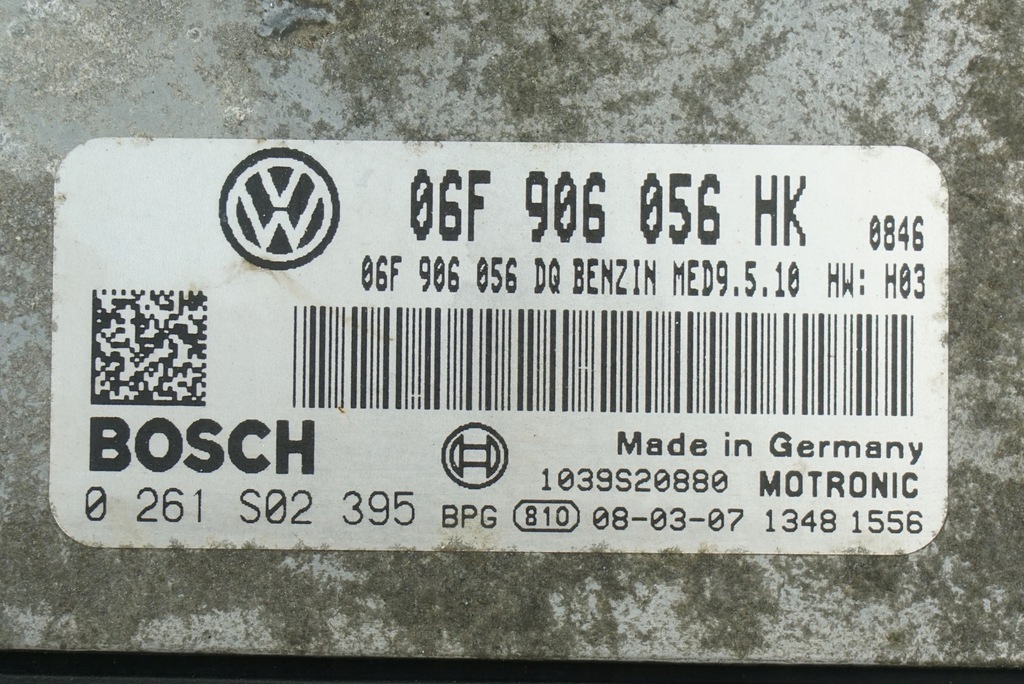 06F 906 056 HK 0846
06F 906 056 DQ BENZIN MED9.5.10 HW: H03
BOSCH
Made in Germany
1039S20880 MOTRONIC
0 261 S02 395 BPG 810 08-03-07 1348 1556